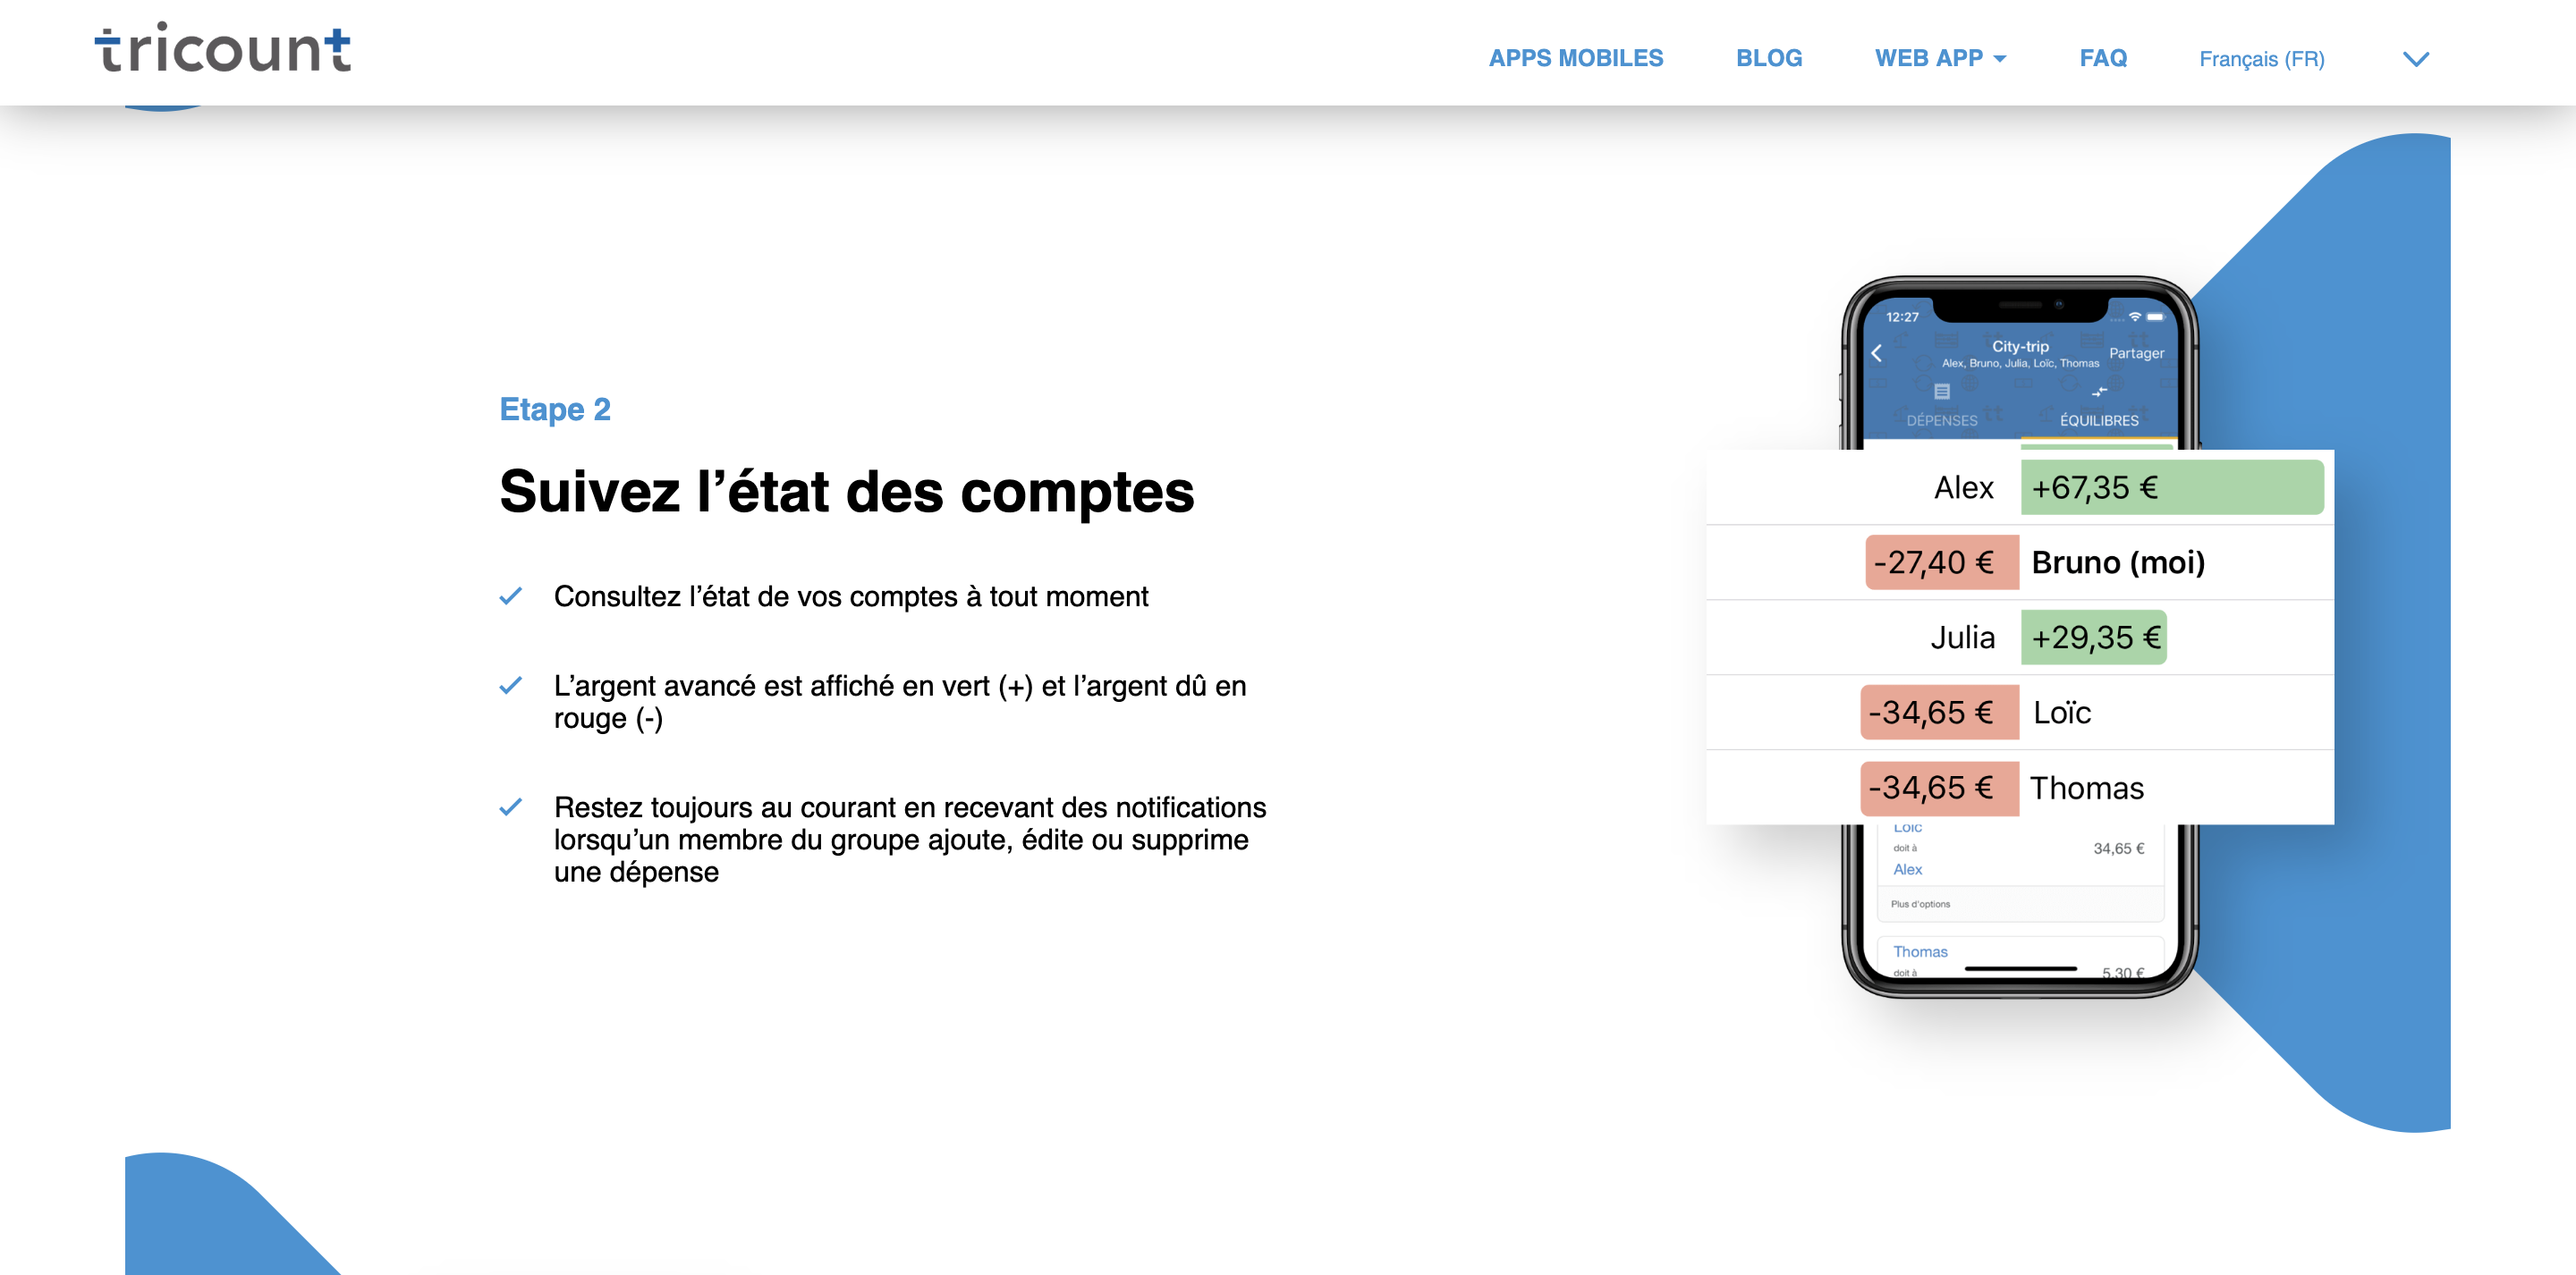 tricount
APPS MOBILES
BLOG
WEB APP
FAQ
Français (FR)
Etape 2
Suivez l’état des comptes
Consultez l’état de vos comptes à tout moment
L’argent avancé est affiché en vert (+) et l’argent dû en
rouge (-)
Restez toujours au courant en recevant des notifications
lorsqu’un membre du groupe ajoute, édite ou supprime
une dépense
12:27
City-trip
Partager
Alex, Bruno, Julia, Loïc, Thomas
DÉPENSES
ÉQUILIBRES
Alex +67,35 €
-27,40 € Bruno (moi)
Julia +29,35 €
-34,65 € Loïc
-34,65 € Thomas
Loïc
doit à 34,65 €
Alex
Plus d'options
Thomas
doit à 5,30 €